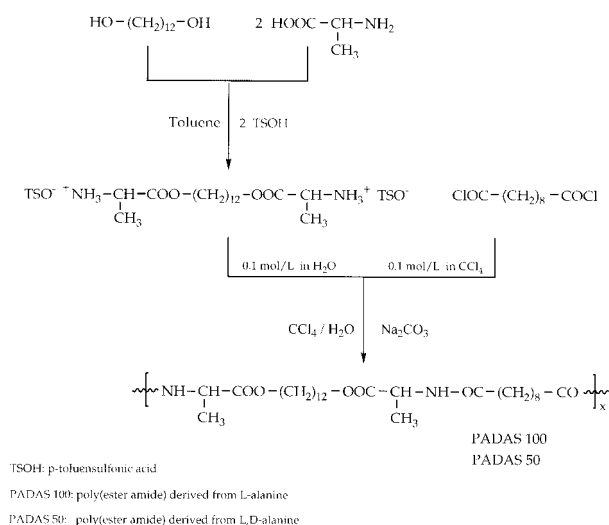 HO-(CH2)12-OH 2 HOOC-CH-NH2
CH3
Toluene 2 TSOH
TSO- +NH3-CH-COO-(CH2)12-OOC-CH-NH3+ TSO- ClOC-(CH2)8-COCl
CH3 CH3
0.1 mol/L in H2O 0.1 mol/L in CCl4
CCl4 / H2O Na2CO3
[NH-CH-COO-(CH2)12-OOC-CH-NH-OC-(CH2)8-CO]x
CH3 CH3
PADAS 100
PADAS 50
TSOH: p-toluensulfonic acid
PADAS 100: poly(ester amide) derived from L-alanine
PADAS 50: poly(ester amide) derived from L,D-alanine